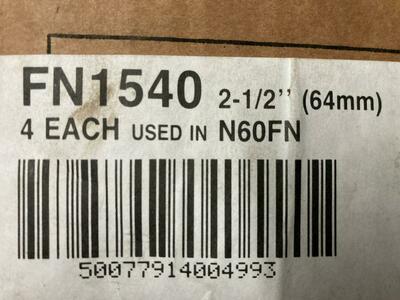 FN1540 2-1/2'' (64mm)
4 EACH USED IN N60FN
50077914004993